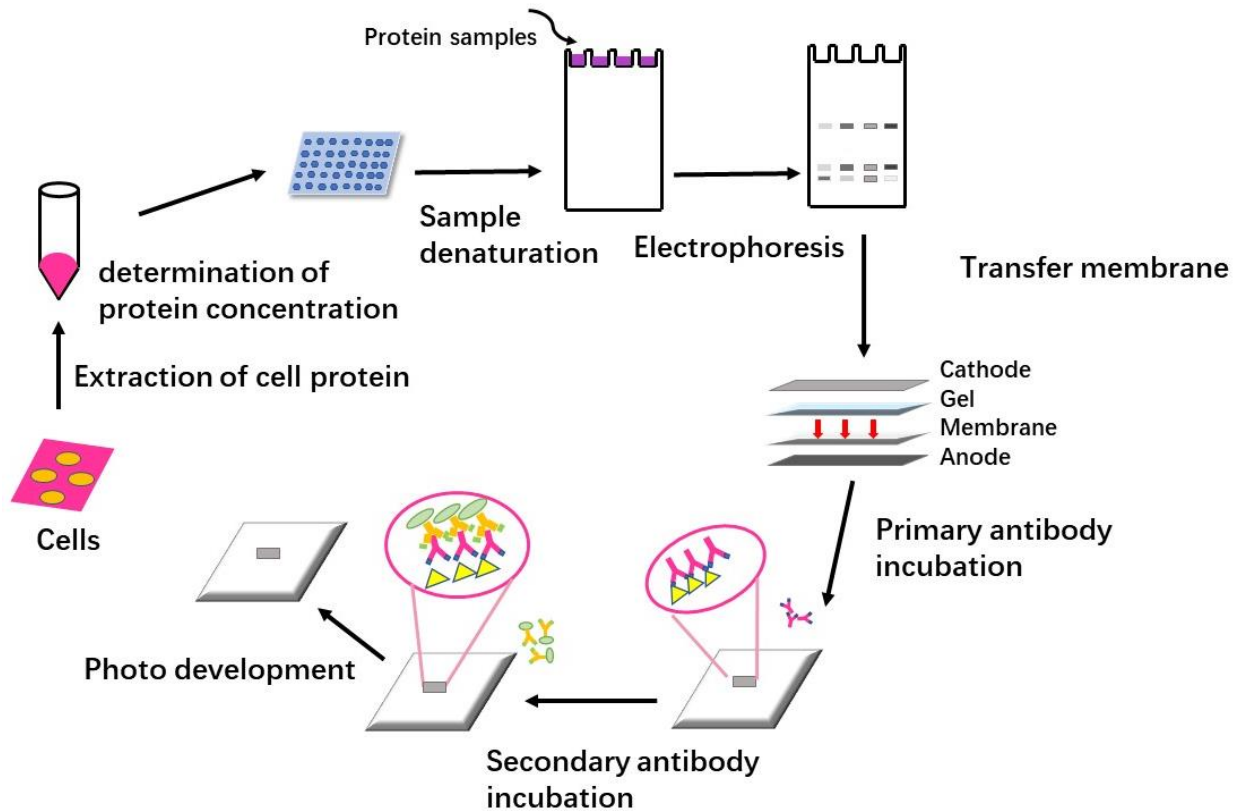 Protein samples
Sample
denaturation
Electrophoresis
Transfer membrane
determination of
protein concentration
Extraction of cell protein
Cells
Cathode
Gel
Membrane
Anode
Primary antibody
incubation
Secondary antibody
incubation
Photo development